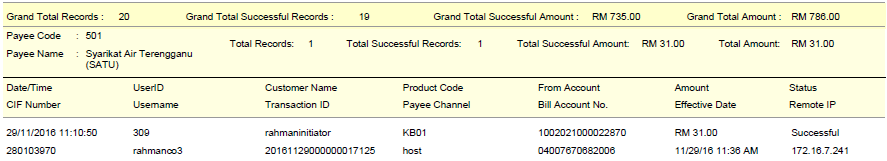 Grand Total Records : 20 Grand Total Successful Records : 19 Grand Total Successful Amount : RM 735.00 Grand Total Amount : RM 786.00
Payee Code : 501
Total Records: 1 Total Successful Records: 1 Total Successful Amount: RM 31.00 Total Amount: RM 31.00
Payee Name : Syarikat Air Terengganu
(SATU)
Date/Time UserID Customer Name Product Code From Account Amount Status
CIF Number Username Transaction ID Payee Channel Bill Account No. Effective Date Remote IP
29/11/2016 11:10:50 309 rahmaninitiator KB01 1002021000022870 RM 31.00 Successful
280103970 rahmanco3 20161129000000017125 host 04007670682006 11/29/16 11:36 AM 172.16.7.241